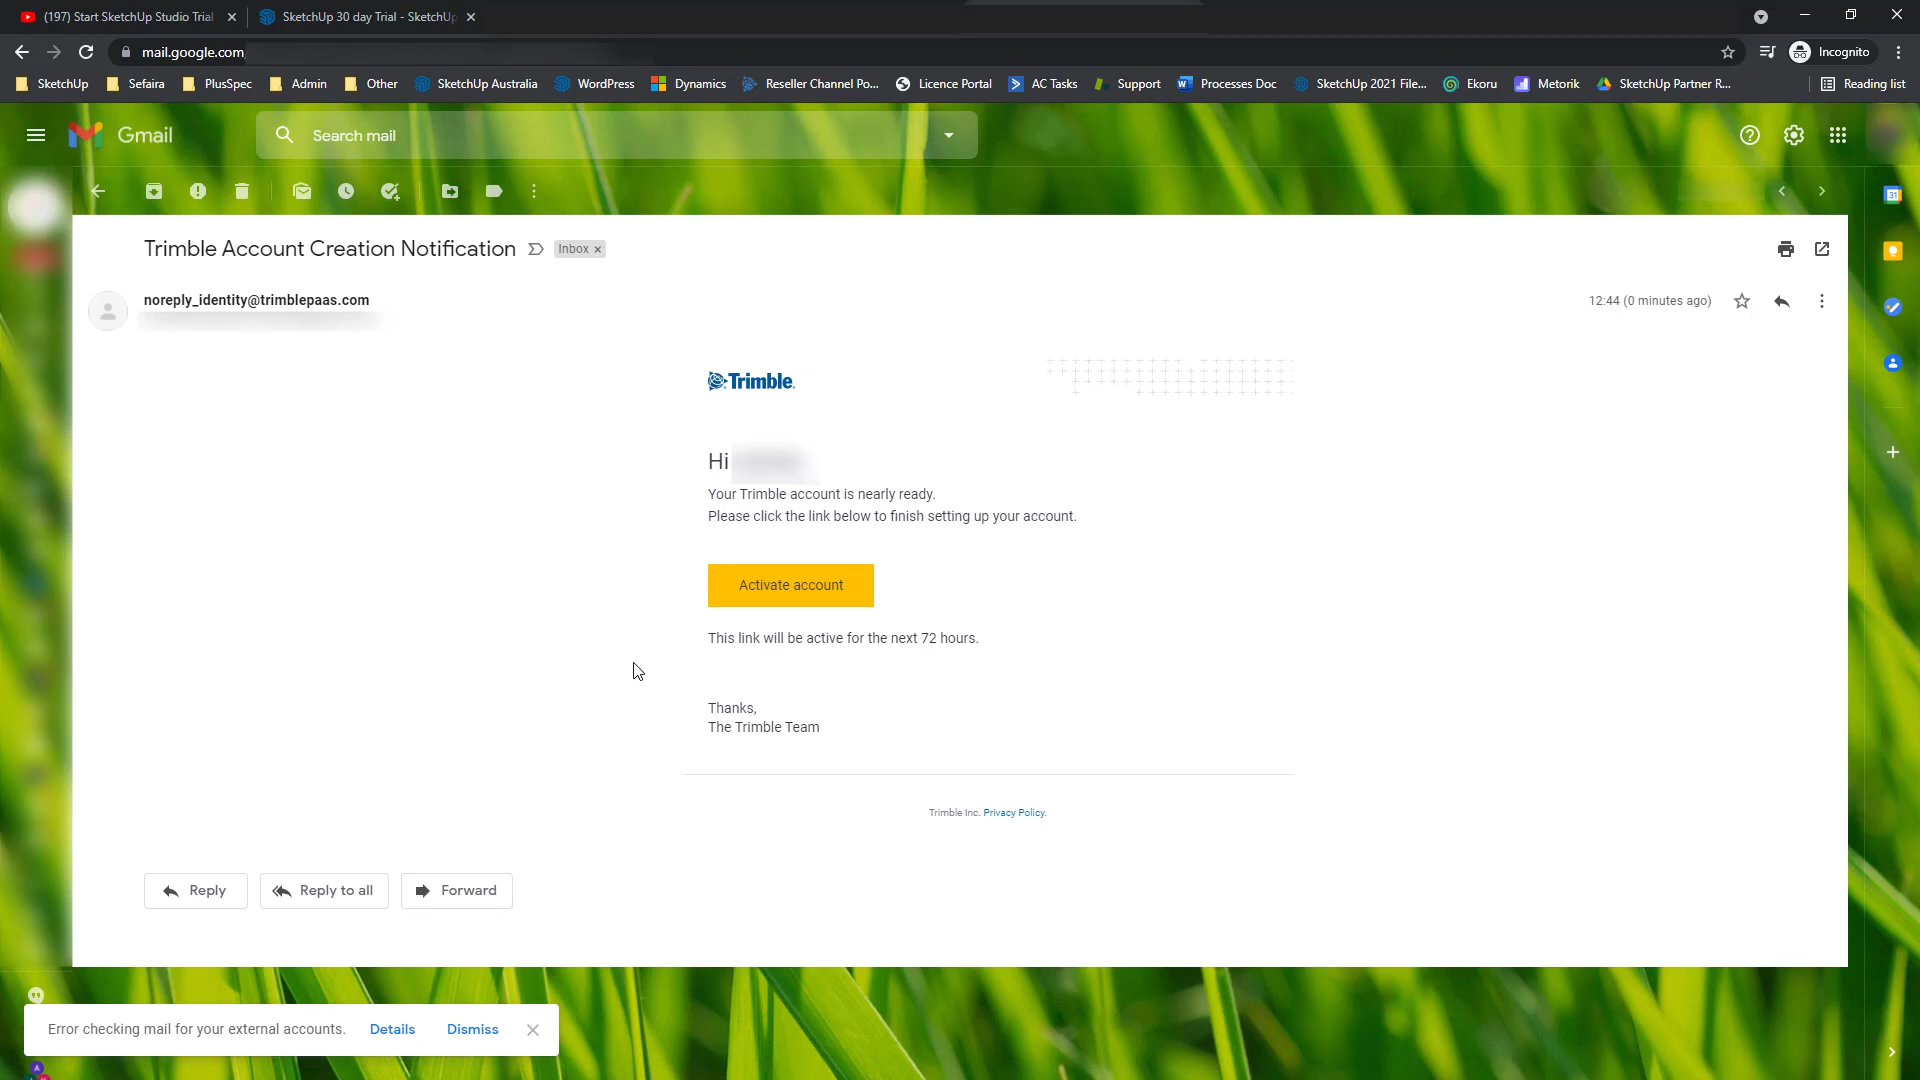 (197) Start SketchUp Studio Trial
SketchUp 30 day Trial - SketchUp
mail.google.com
Incognito
SketchUp
Sefaira
PlusSpec
Admin
Other
SketchUp Australia
WordPress
Dynamics
Reseller Channel Po...
Licence Portal
AC Tasks
Support
Processes Doc
SketchUp 2021 File...
Ekoru
Metorik
SketchUp Partner R...
Reading list
Gmail
Search mail
31
Trimble Account Creation Notification
Inbox ×
noreply_identity@trimblepaas.com
12:44 (0 minutes ago)
Trimble.
Hi
Your Trimble account is nearly ready.
Please click the link below to finish setting up your account.
Activate account
This link will be active for the next 72 hours.
Thanks,
The Trimble Team
Trimble Inc. Privacy Policy.
Reply
Reply to all
Forward
Error checking mail for your external accounts. Details Dismiss
A